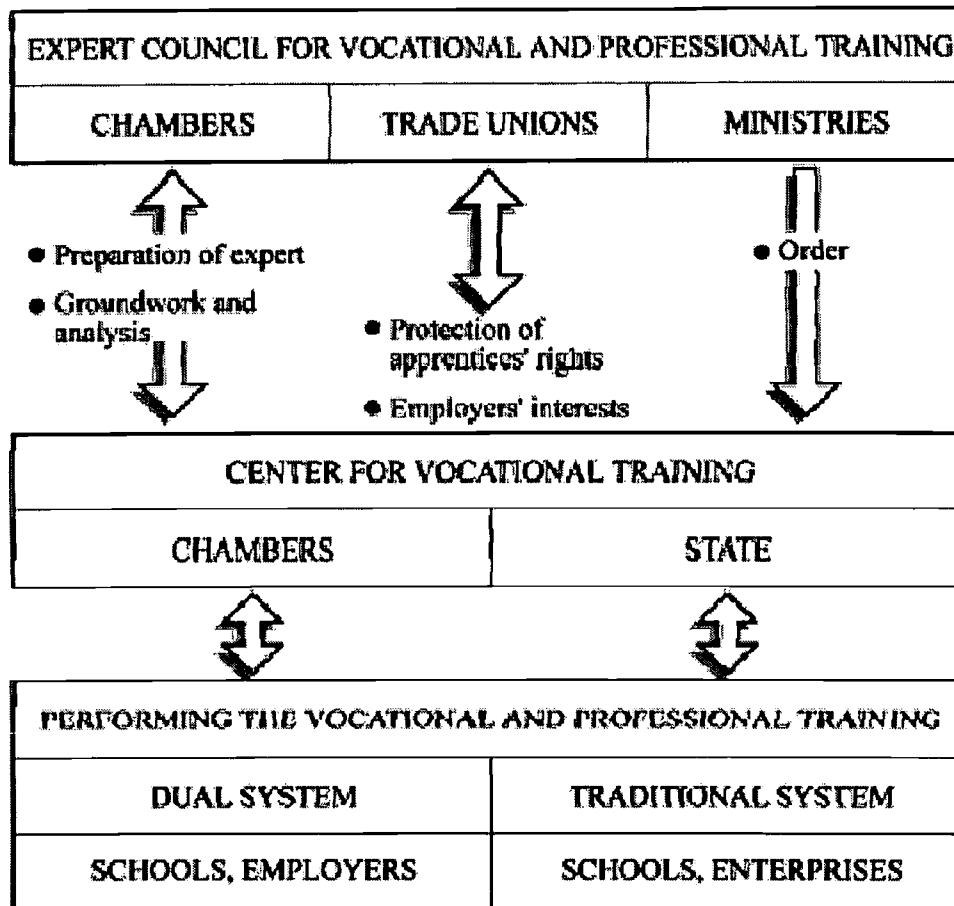 EXPERT COUNCIL FOR VOCATIONAL AND PROFESSIONAL TRAINING
CHAMBERS
TRADE UNIONS
MINISTRIES
● Preparation of expert
● Groundwork and
analysis
● Protection of
apprentices' rights
● Employers' interests
● Order
CENTER FOR VOCATIONAL TRAINING
CHAMBERS
STATE
PERFORMING THE VOCATIONAL AND PROFESSIONAL TRAINING
DUAL SYSTEM
TRADITIONAL SYSTEM
SCHOOLS, EMPLOYERS
SCHOOLS, ENTERPRISES